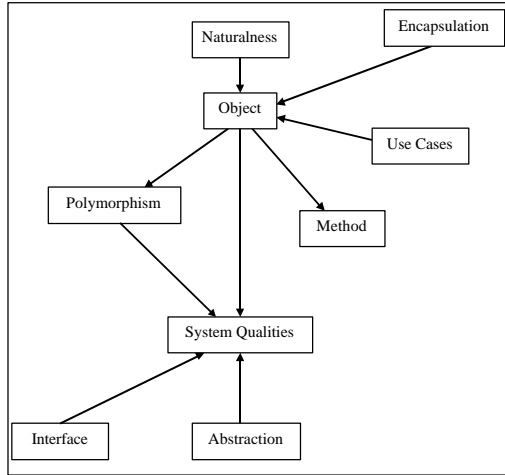 Encapsulation
Naturalness
Object
Use Cases
Polymorphism
Method
System Qualities
Interface
Abstraction